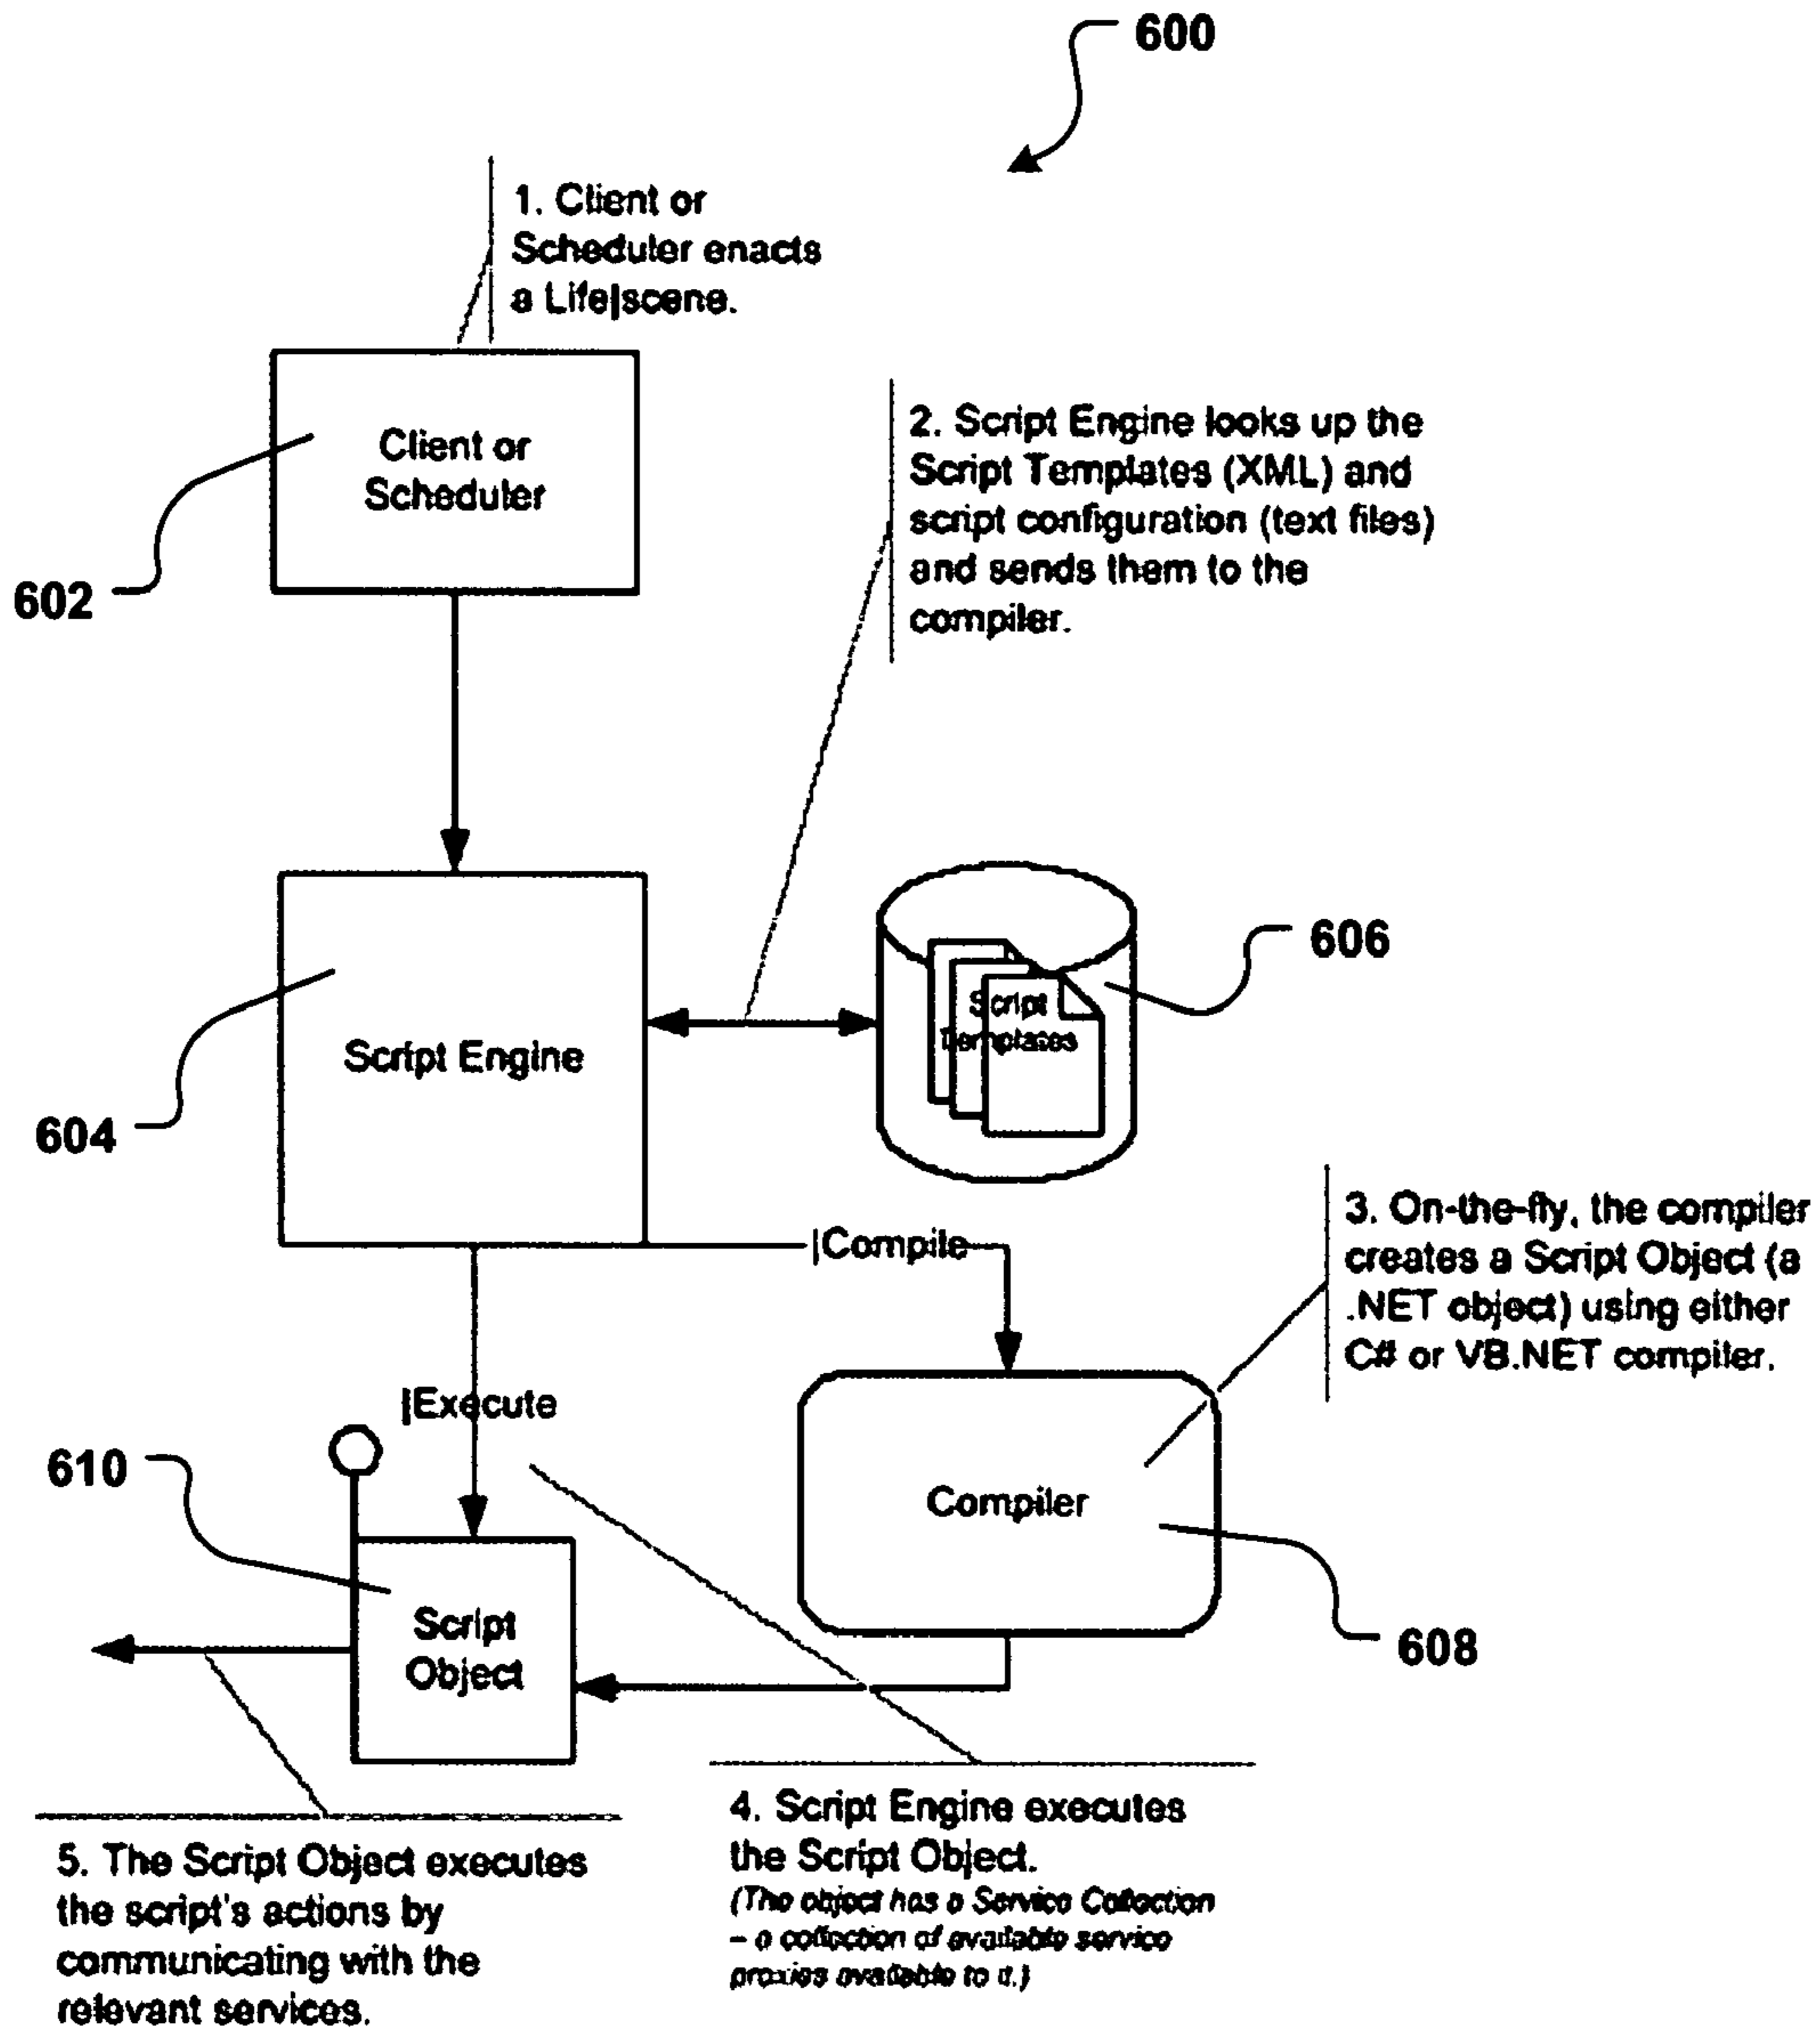 600
1. Client or
Scheduler enacts
a Life|scene.
Client or
Scheduler
602
2. Script Engine looks up the
Script Templates (XML) and
script configuration (text files)
and sends them to the
compiler.
606
Script
Templates
Script Engine
604
3. On-the-fly, the compiler
creates a Script Object (a
.NET object) using either
C# or VB.NET compiler.
|Compile
|Execute
610
Compiler
Script
Object
608
4. Script Engine executes
the Script Object.
(The object has a Service Collection
– a collection of available service
proxies available to it.)
5. The Script Object executes
the script's actions by
communicating with the
relevant services.